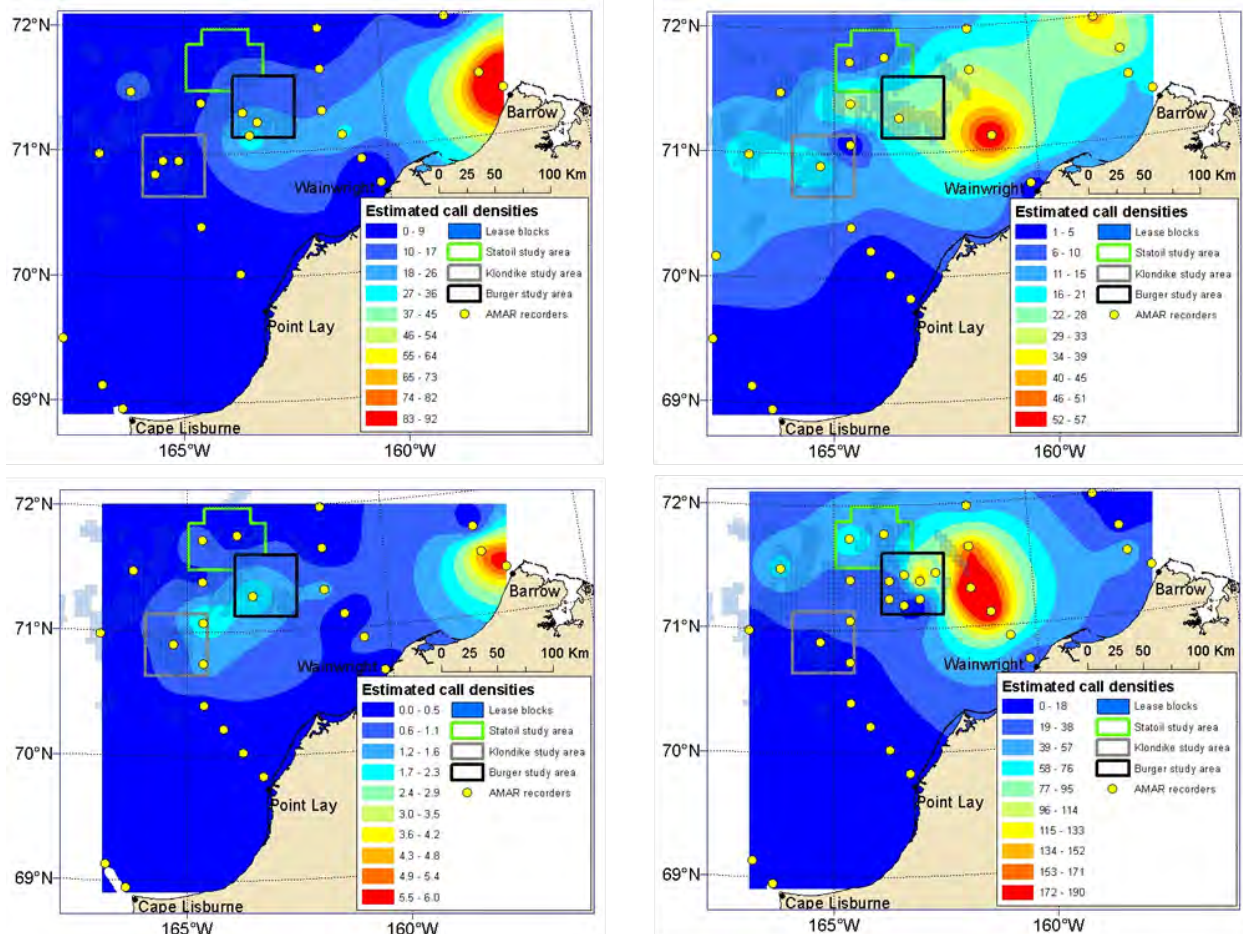 72°N
71°N
70°N
69°N
165°W
160°W
Barrow
Wainwright
Point Lay
Cape Lisburne
0 25 50 100 Km
Estimated call densities
0 - 9
10 - 17
18 - 26
27 - 36
37 - 45
46 - 54
55 - 64
65 - 73
74 - 82
83 - 92
Lease blocks
Statoil study area
Klondike study area
Burger study area
AMAR recorders
72°N
71°N
70°N
69°N
165°W
160°W
Barrow
Wainwright
Point Lay
Cape Lisburne
0 25 50 100 Km
Estimated call densities
1 - 5
6 - 10
11 - 15
16 - 21
22 - 28
29 - 33
34 - 39
40 - 45
46 - 51
52 - 57
Lease blocks
Statoil study area
Klondike study area
Burger study area
AMAR recorders
72°N
71°N
70°N
69°N
165°W
160°W
Barrow
Wainwright
Point Lay
Cape Lisburne
0 25 50 100 Km
Estimated call densities
0.0 - 0.5
0.6 - 1.1
1.2 - 1.6
1.7 - 2.3
2.4 - 2.9
3.0 - 3.5
3.6 - 4.2
4.3 - 4.8
4.9 - 5.4
5.5 - 6.0
Lease blocks
Statoil study area
Klondike study area
Burger study area
AMAR recorders
72°N
71°N
70°N
69°N
165°W
160°W
Barrow
Wainwright
Point Lay
Cape Lisburne
0 25 50 100 Km
Estimated call densities
0 - 18
19 - 38
39 - 57
58 - 76
77 - 95
96 - 114
115 - 133
134 - 152
153 - 171
172 - 190
Lease blocks
Statoil study area
Klondike study area
Burger study area
AMAR recorders